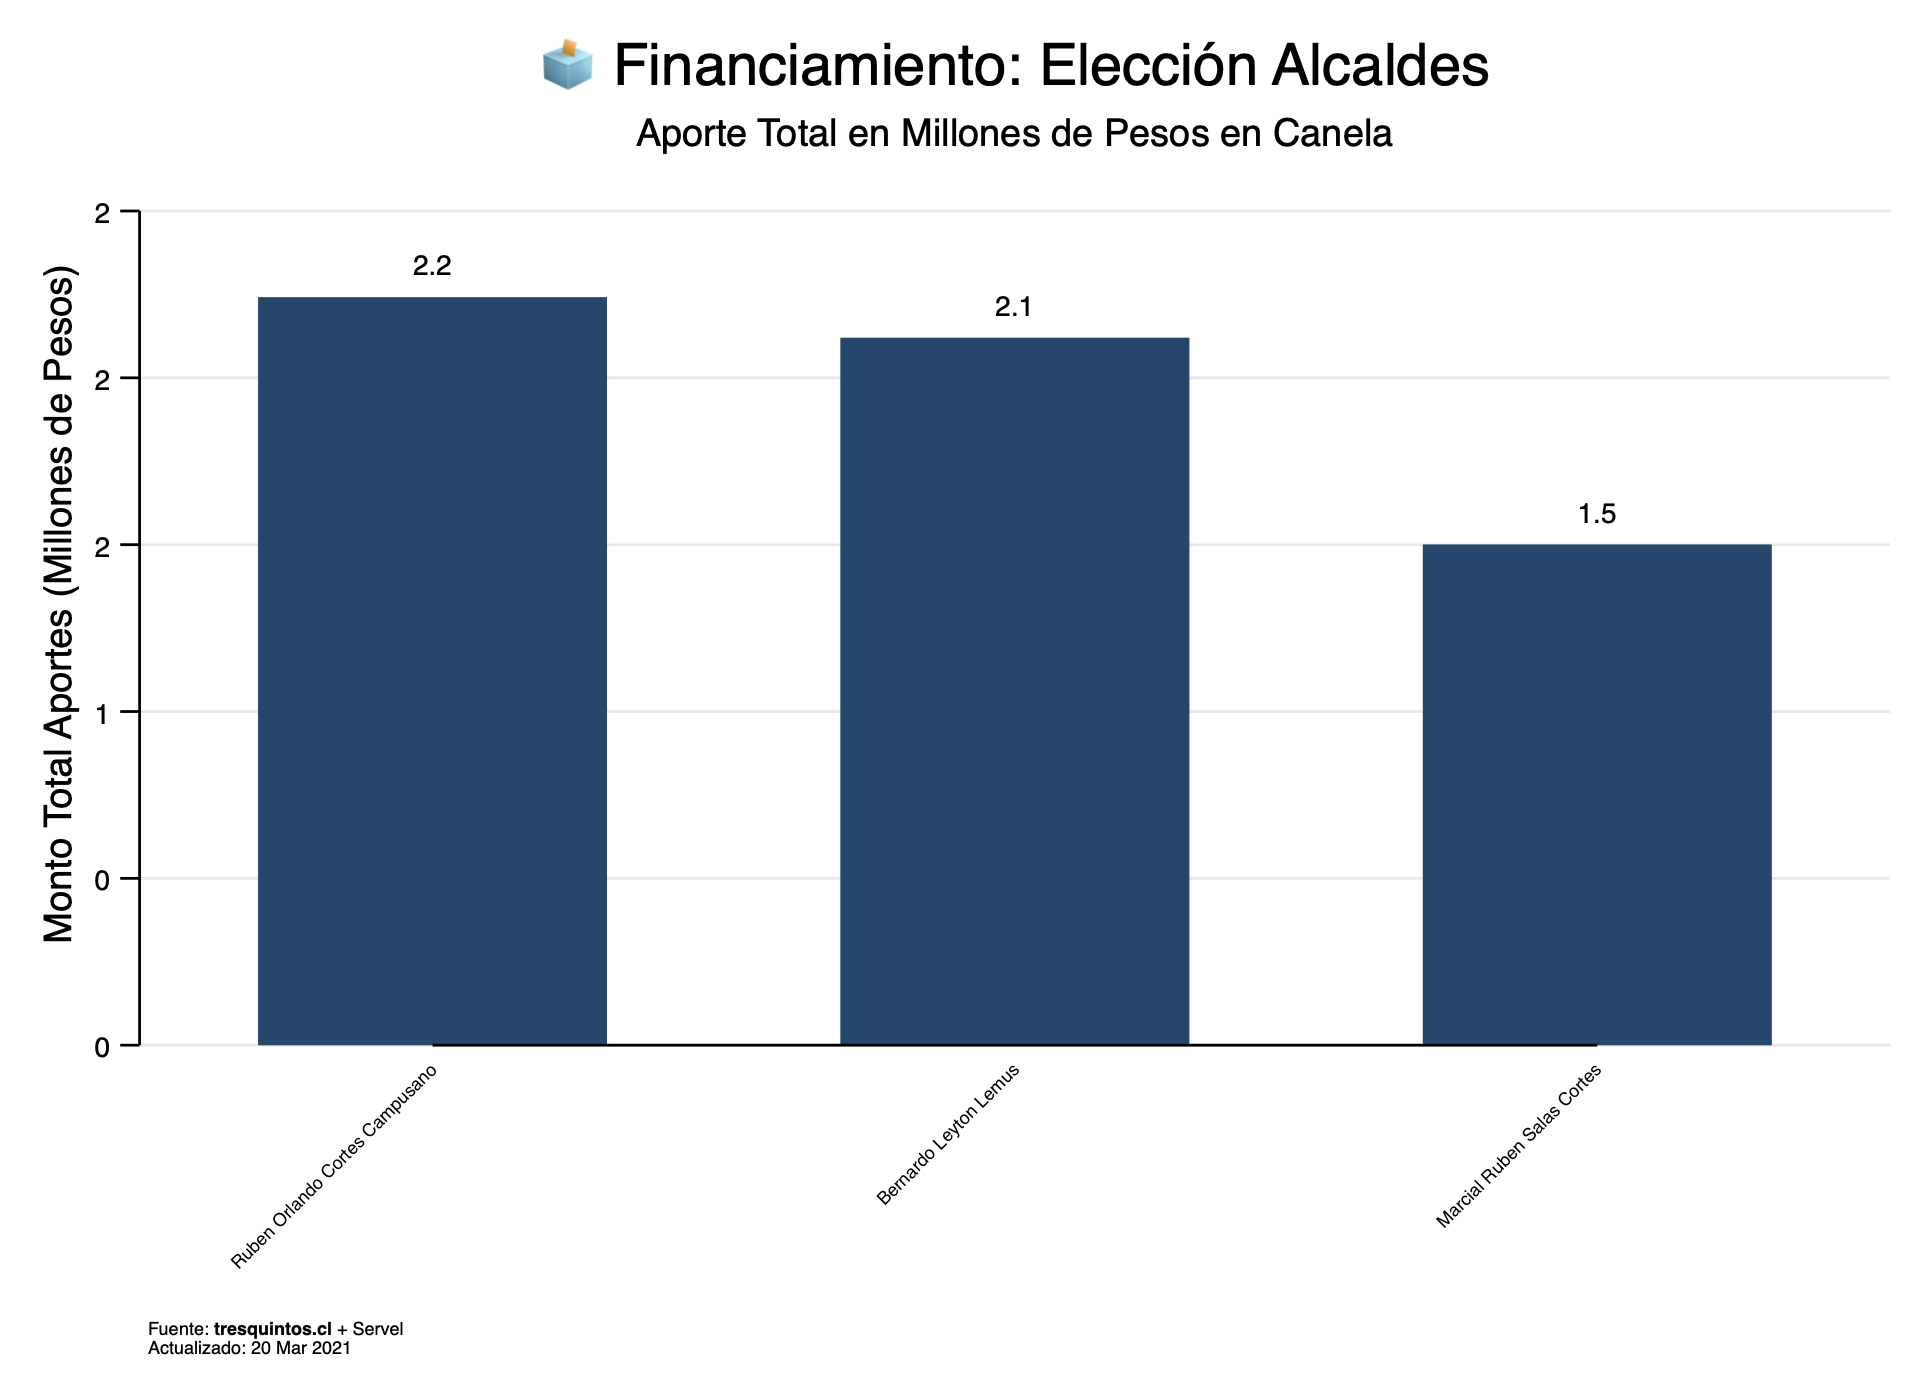 Financiamiento: Elección Alcaldes
Aporte Total en Millones de Pesos en Canela
Monto Total Aportes (Millones de Pesos)
2
2
2
1
0
0
2.2
2.1
1.5
Ruben Orlando Cortes Campusano
Bernardo Leyton Lemus
Marcial Ruben Salas Cortes
Fuente: tresquintos.cl + Servel
Actualizado: 20 Mar 2021